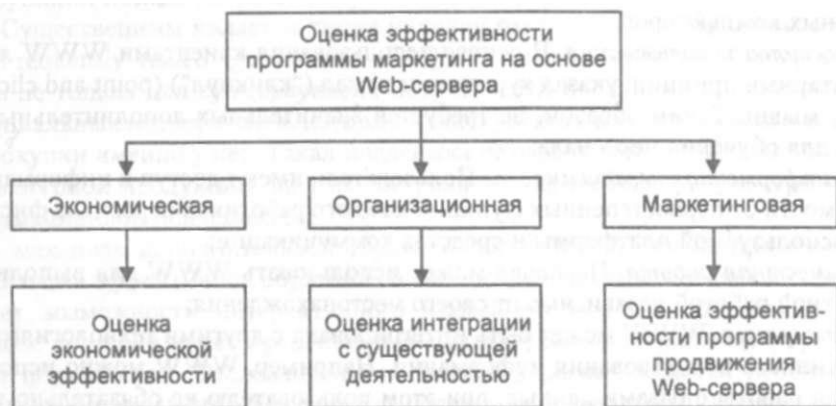 Оценка эффективности
программы маркетинга на основе
Web-сервера
Экономическая
Организационная
Маркетинговая
Оценка
экономической
эффективности
Оценка интеграции
с существующей
деятельностью
Оценка эффектив-
ности программы
продвижения
Web-сервера